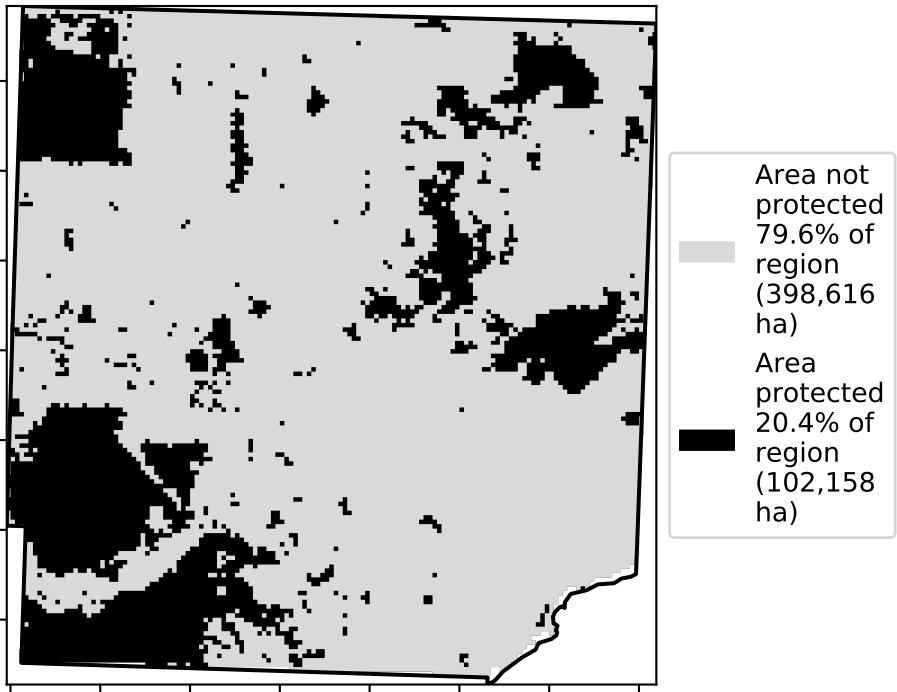 Area not
protected
79.6% of
region
(398,616
ha)
Area
protected
20.4% of
region
(102,158
ha)